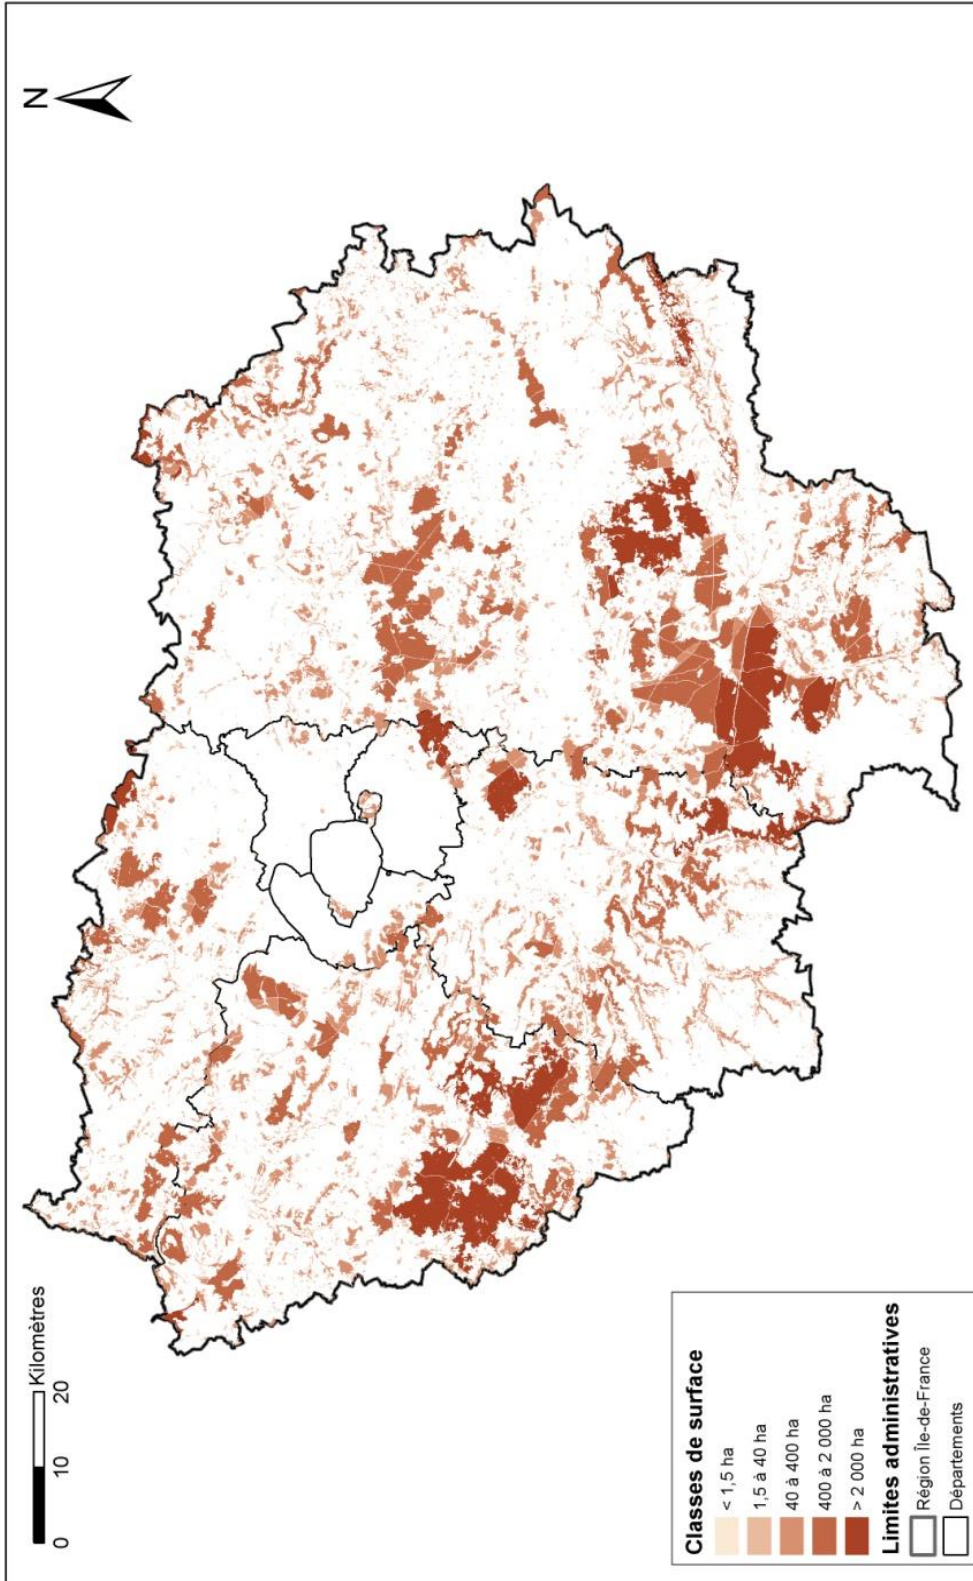 N
Kilomètres
0 10 20
Classes de surface
< 1,5 ha
1,5 à 40 ha
40 à 400 ha
400 à 2 000 ha
> 2 000 ha
Limites administratives
Région Île-de-France
Départements